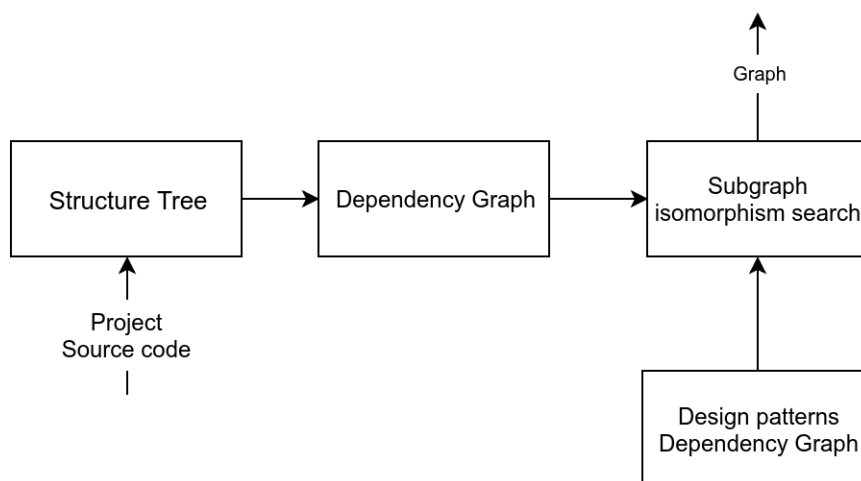 Graph
Structure Tree
Dependency Graph
Subgraph
isomorphism search
Project
Source code
Design patterns
Dependency Graph